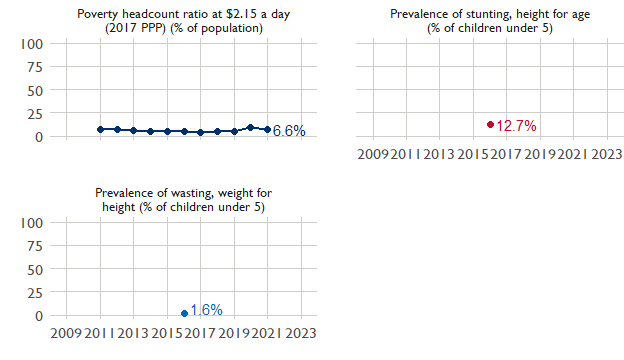 Poverty headcount ratio at $2.15 a day
(2017 PPP) (% of population)
100
75
50
25
0
6.6%
Prevalence of stunting, height for age
(% of children under 5)
12.7%
2009 2011 2013 2015 2017 2019 2021 2023
Prevalence of wasting, weight for
height (% of children under 5)
100
75
50
25
0
1.6%
2009 2011 2013 2015 2017 2019 2021 2023